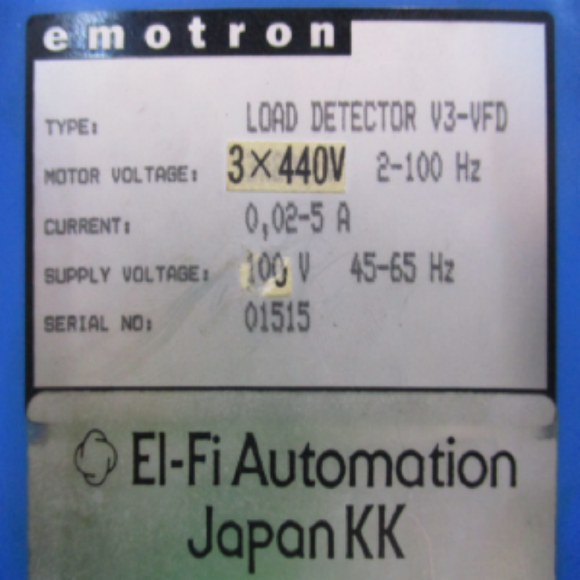 emotron
TYPE: LOAD DETECTOR V3-VFD
MOTOR VOLTAGE: 3×440V 2-100 Hz
CURRENT: 0,02-5 A
SUPPLY VOLTAGE: 100 V 45-65 Hz
SERIAL NO: 01515
El-Fi Automation
Japan KK